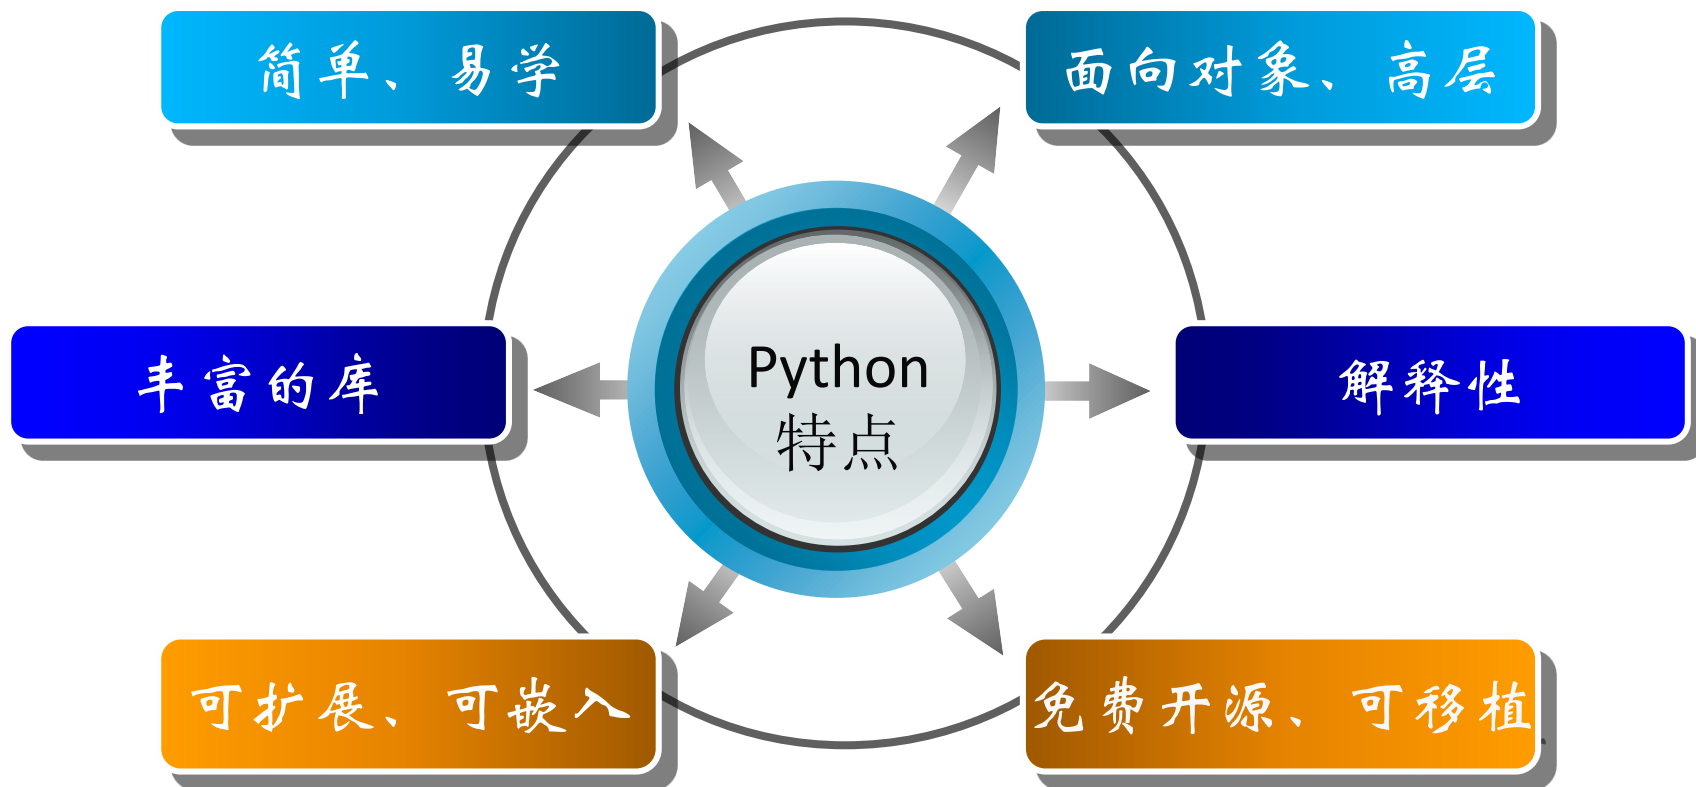 简单、易学
面向对象、高层
丰富的库
Python
特点
解释性
可扩展、可嵌入
免费开源、可移植